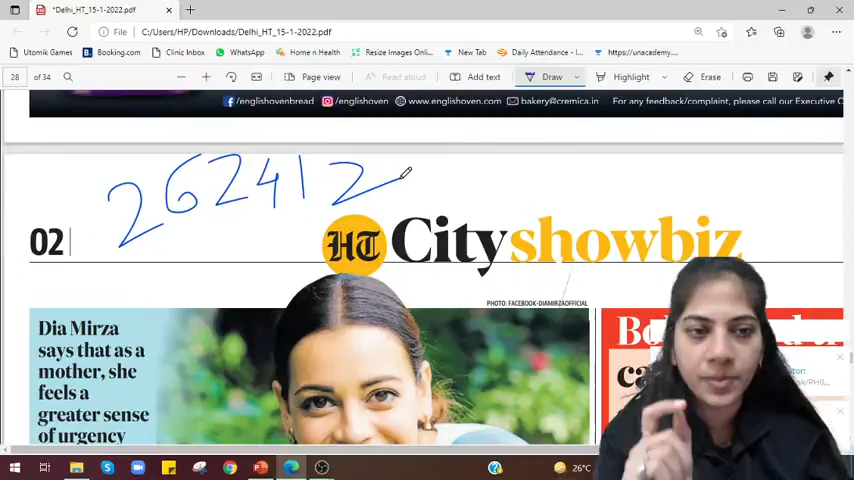 *Delhi_HT_15-1-2022.pdf
File
C:/Users/HP/Downloads/Delhi_HT_15-1-2022.pdf
Utomik Games
Booking.com
Clinic Inbox
WhatsApp
Home n Health
Resize Images Onl...
New Tab
Daily Attendance - I...
https://unacademy.
28 of 34
Page view
Read aloud
Add text
Draw
Highlight
Erase
/englishovenbread
/englishoven
www.englishoven.com
bakery@cremica.in
For any feedback/complaint, please call our Executive C
262412
02
HT City showbiz
PHOTO: FACEBOOK-DIAMIRZAOFFICIAL
Dia Mirza
says that as a
mother, she
feels a
greater sense
of urgency
26°C